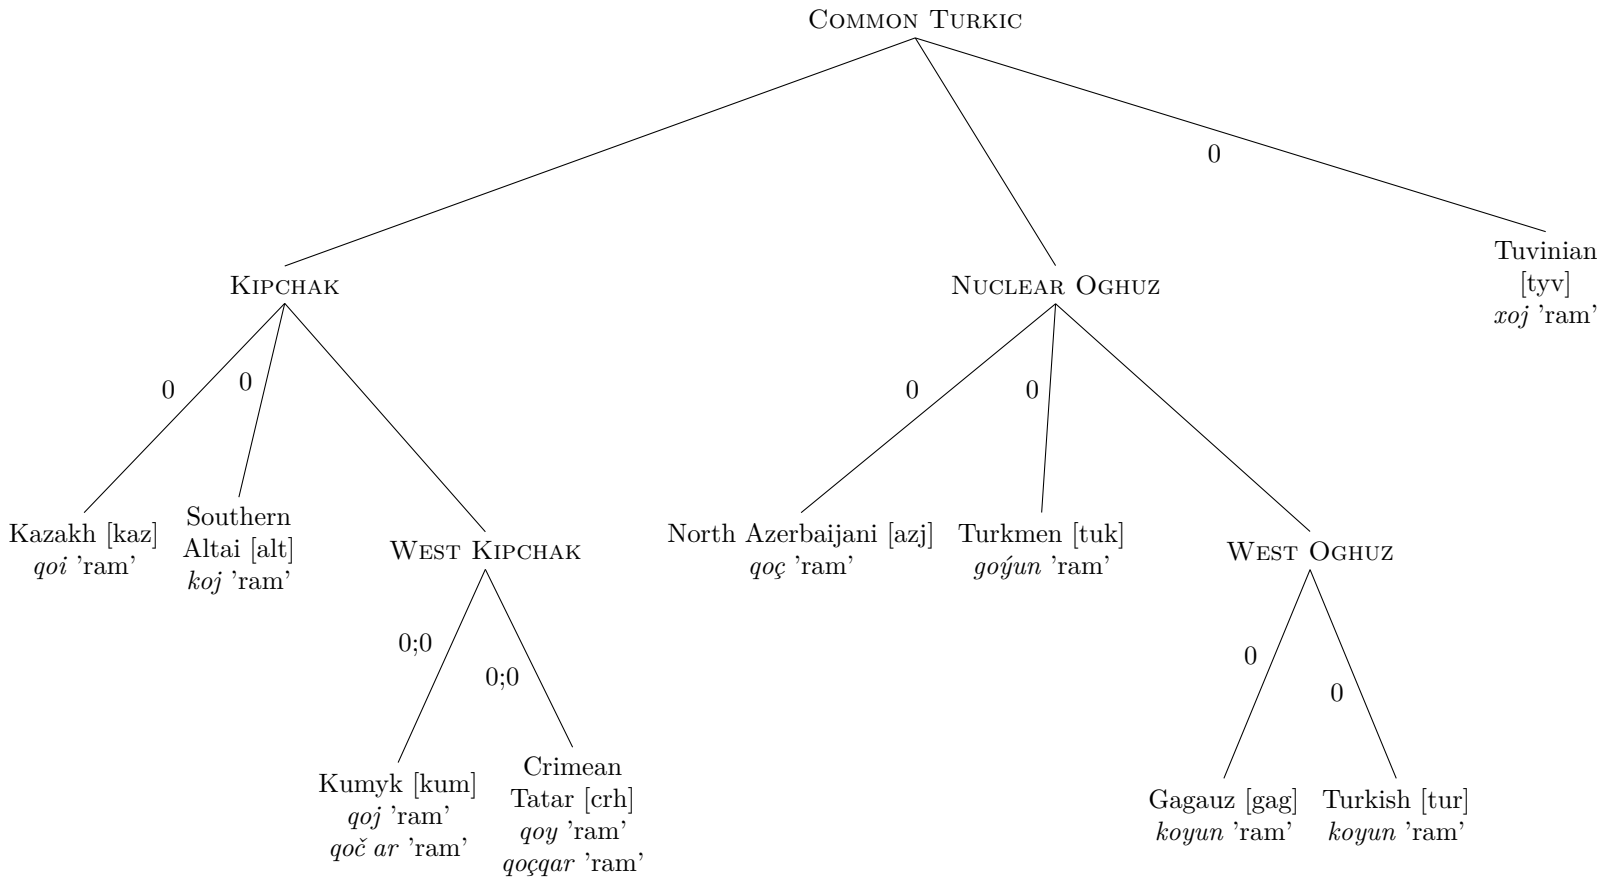 COMMON TURKIC
0
KIPCHAK
NUCLEAR OGHUZ
Tuvinian
[tyv]
xoj ’ram’
0
0
0
0
Kazakh [kaz]
qoi ’ram’
Southern
Altai [alt]
koj ’ram’
WEST KIPCHAK
North Azerbaijani [azj]
qoç ’ram’
Turkmen [tuk]
goýun ’ram’
WEST OGHUZ
0;0
0;0
0
0
Kumyk [kum]
qoj ’ram’
qoč ar ’ram’
Crimean
Tatar [crh]
qoy ’ram’
qoçqar ’ram’
Gagauz [gag]
koyun ’ram’
Turkish [tur]
koyun ’ram’